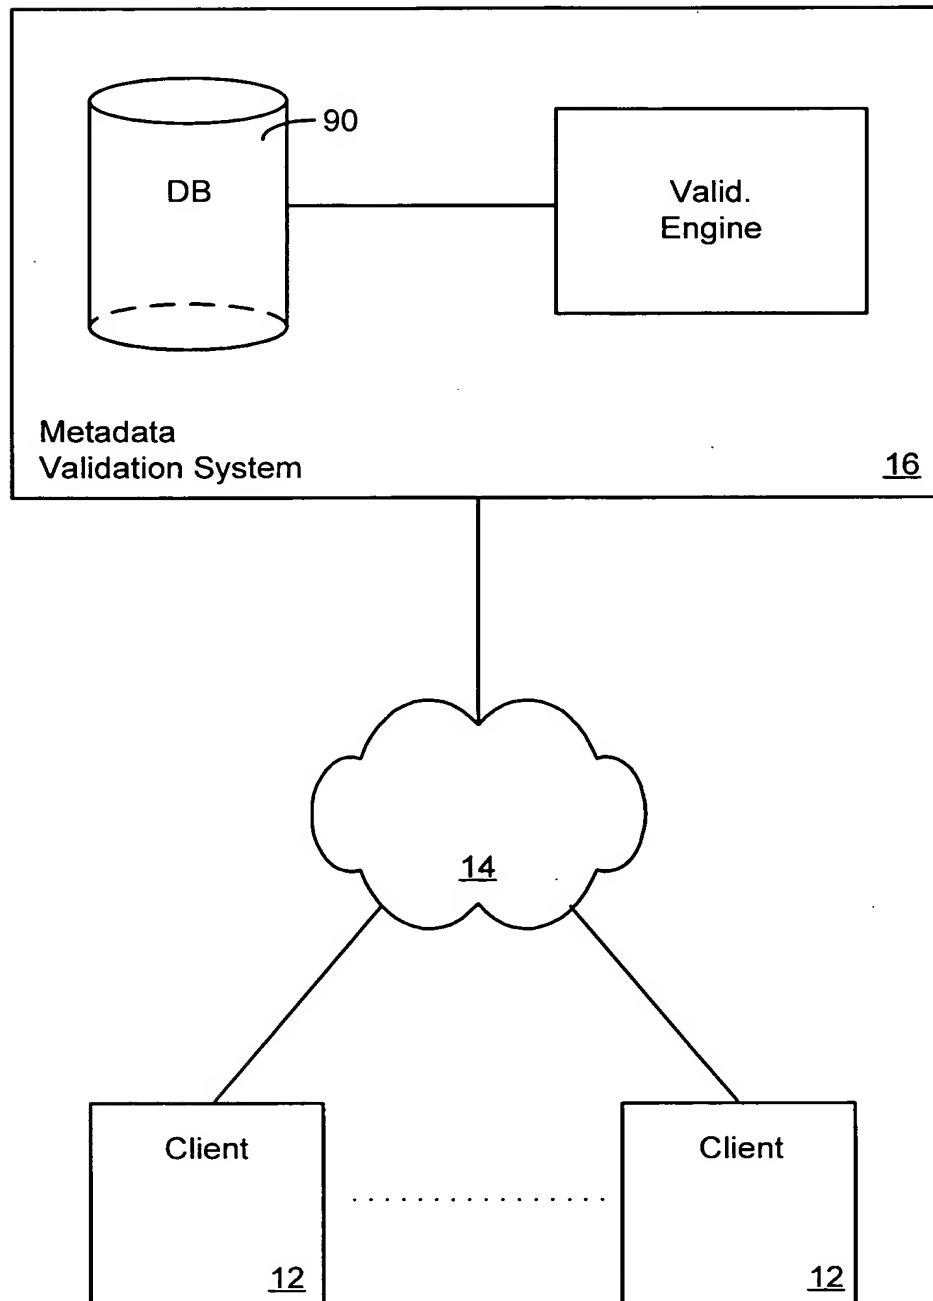 90
DB
Valid.
Engine
Metadata
Validation System
16
14
Client
Client
12
12